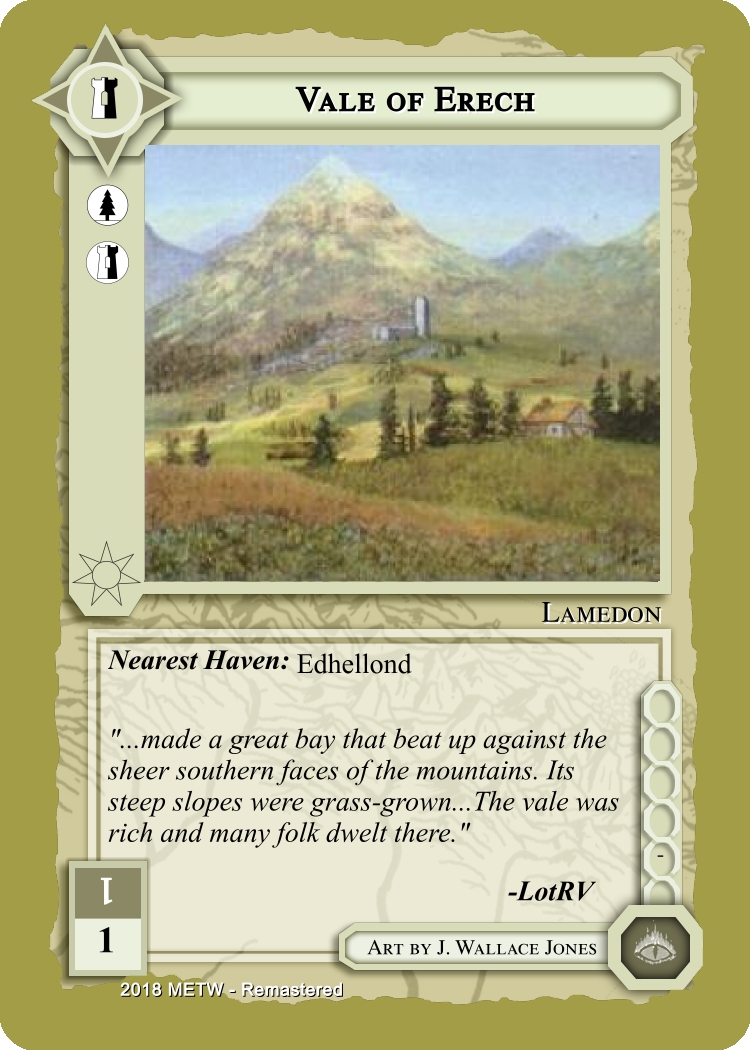 Vale of Erech
Lamedon
Nearest Haven: Edhellond
"...made a great bay that beat up against the
sheer southern faces of the mountains. Its
steep slopes were grass-grown...The vale was
rich and many folk dwelt there."
-LotRV
-
1
1
Art by J. Wallace Jones
2018 METW - Remastered